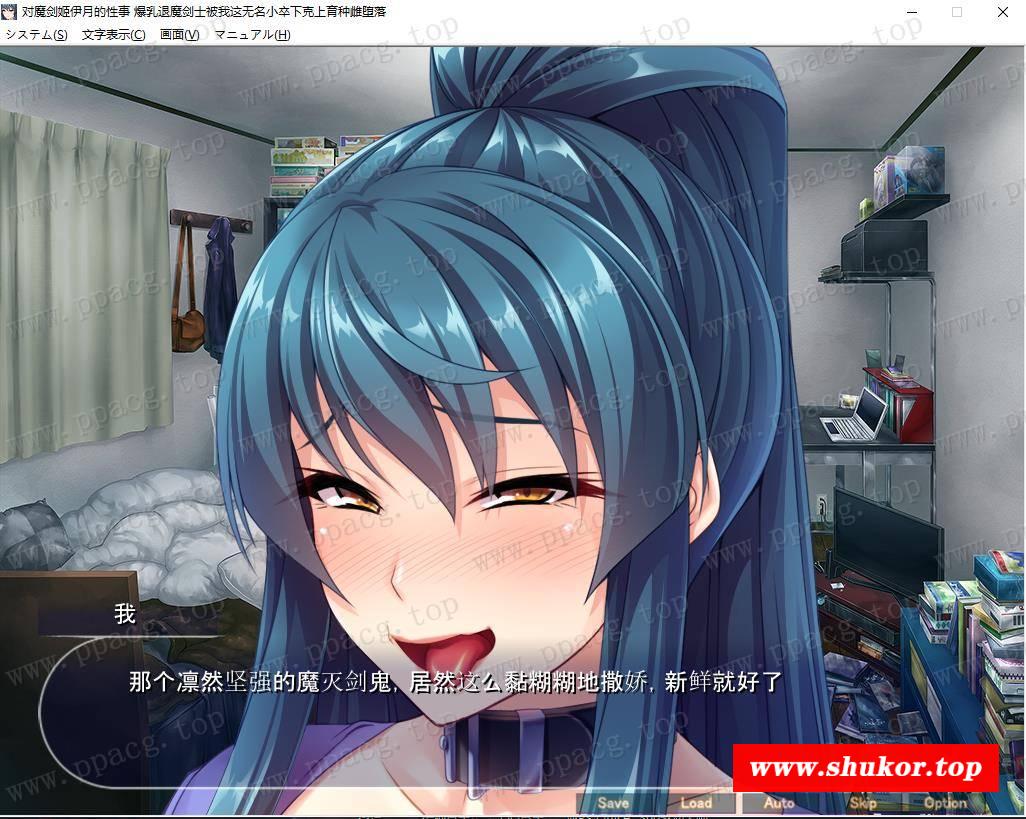 对魔剑姬伊月的性事 爆乳退魔剑士被我这无名小卒下克上育种雌堕落
システム(S) 文字表示(C) 画面(V) マニュアル(H)
www.ppacg.top
我
那个凛然坚强的魔灭剑鬼, 居然这么黏糊糊地撒娇, 新鲜就好了
www.shukor.top
Save Load Auto Skip Option